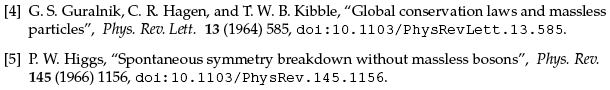 [4] G. S. Guralnik, C. R. Hagen, and T. W. B. Kibble, “Global conservation laws and massless
particles”, Phys. Rev. Lett. 13 (1964) 585, doi:10.1103/PhysRevLett.13.585.
[5] P. W. Higgs, “Spontaneous symmetry breakdown without massless bosons”, Phys. Rev.
145 (1966) 1156, doi:10.1103/PhysRev.145.1156.